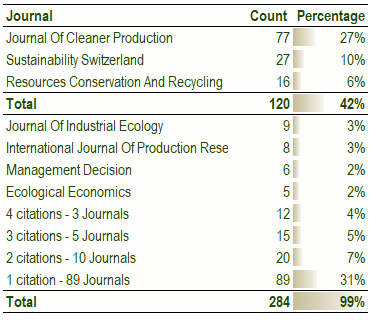 Journal Count Percentage
Journal Of Cleaner Production 77 27%
Sustainability Switzerland 27 10%
Resources Conservation And Recycling 16 6%
Total 120 42%
Journal Of Industrial Ecology 9 3%
International Journal Of Production Rese 8 3%
Management Decision 6 2%
Ecological Economics 5 2%
4 citations - 3 Journals 12 4%
3 citations - 5 Journals 15 5%
2 citations - 10 Journals 20 7%
1 citation - 89 Journals 89 31%
Total 284 99%